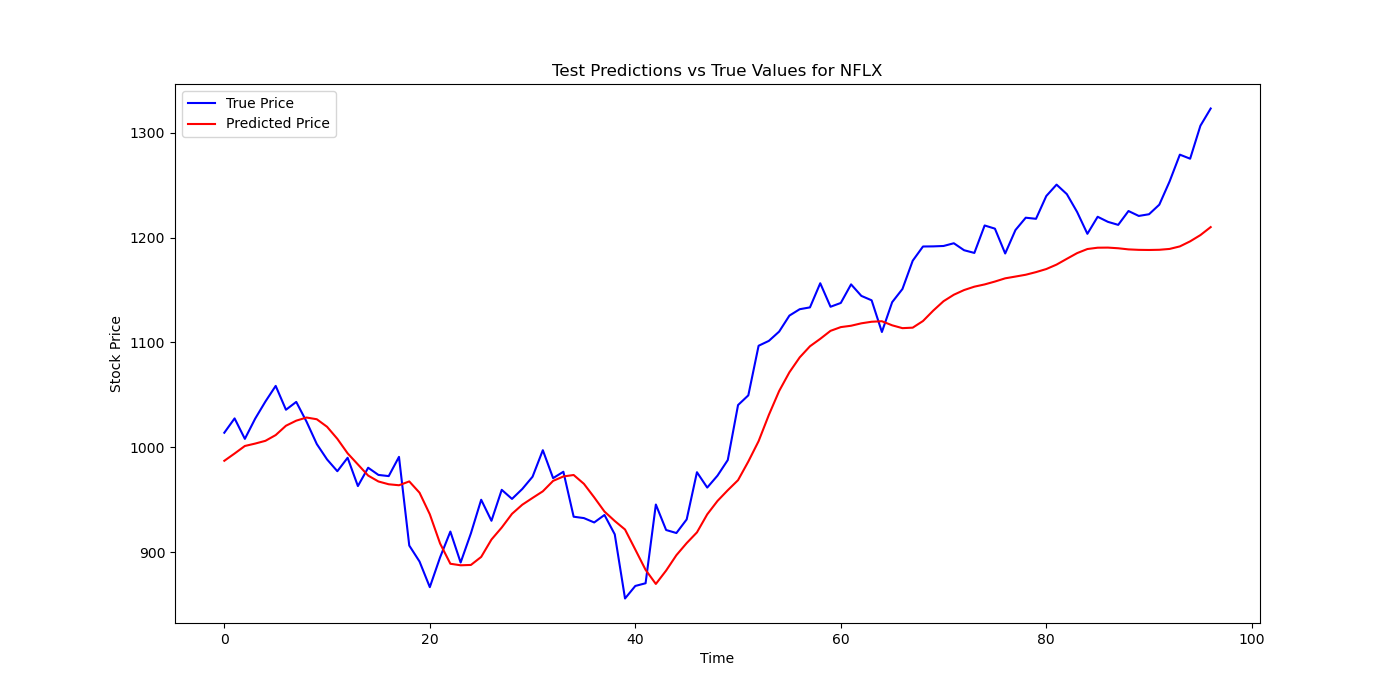 Test Predictions vs True Values for NFLX
True Price
Predicted Price
1300
1200
1100
1000
900
Stock Price
0 20 40 60 80 100
Time